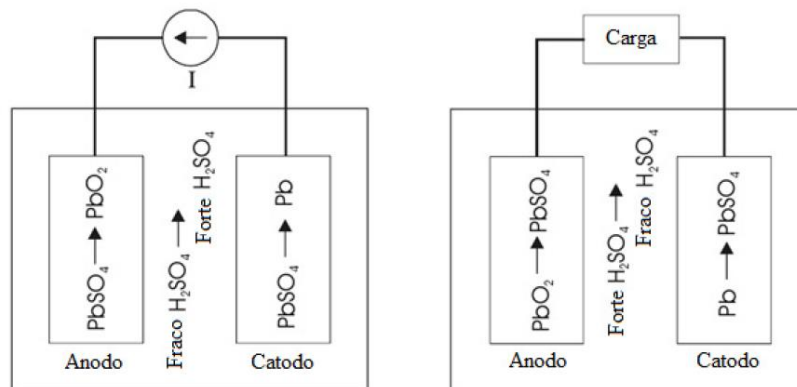 I
PbSO4 → PbO2
Fraco H2SO4 → Forte H2SO4
PbSO4 → Pb
Anodo
Catodo
Carga
PbO2 → PbSO4
Forte H2SO4 → Fraco H2SO4
Pb → PbSO4
Anodo
Catodo